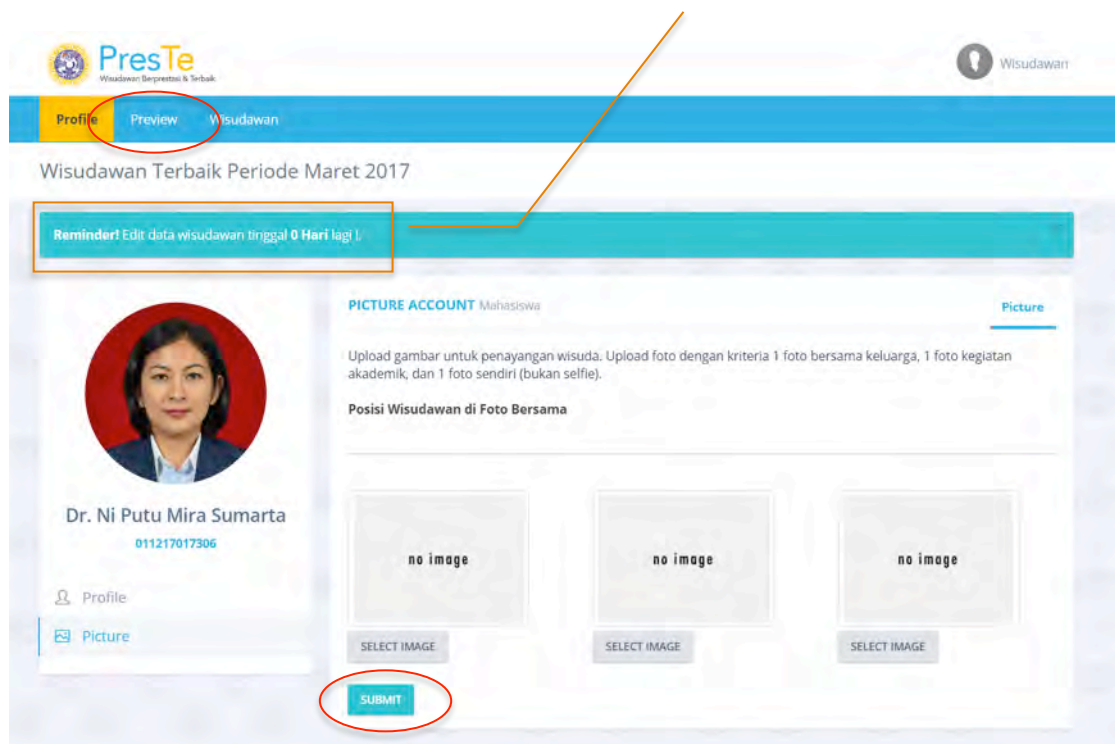 PresTe
Wisudawan Berprestasi & Terbaik
Wisudawan
Profile
Preview
Wisudawan
Wisudawan Terbaik Periode Maret 2017
Reminder! Edit data wisudawan tinggal 0 Hari lagi !.
PICTURE ACCOUNT Mahasiswa
Picture
Upload gambar untuk penayangan wisuda. Upload foto dengan kriteria 1 foto bersama keluarga, 1 foto kegiatan
akademik, dan 1 foto sendiri (bukan selfie).
Posisi Wisudawan di Foto Bersama
Dr. Ni Putu Mira Sumarta
011217017306
Profile
Picture
no image
no image
no image
SELECT IMAGE
SELECT IMAGE
SELECT IMAGE
SUBMIT